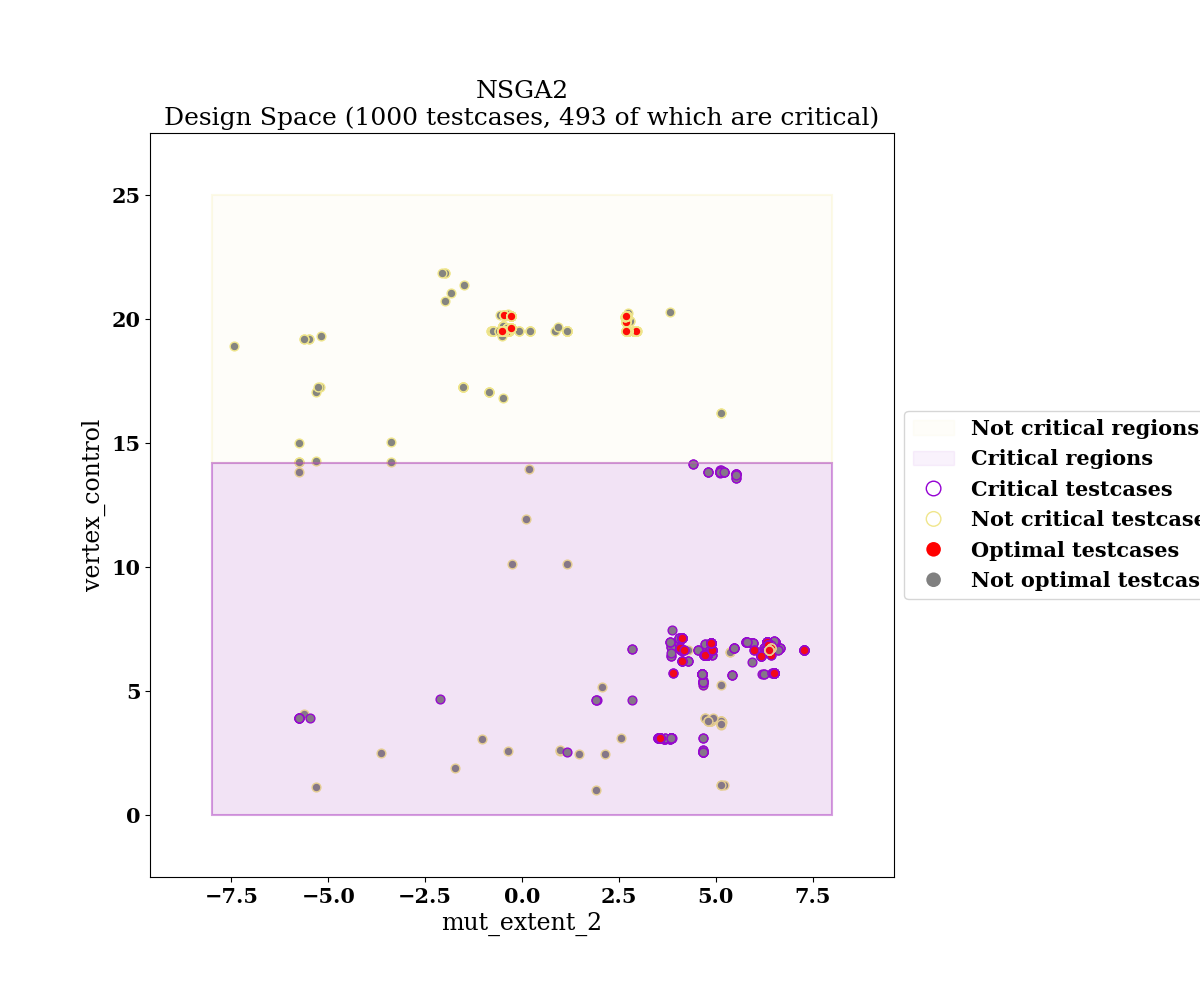 NSGA2
Design Space (1000 testcases, 493 of which are critical)
25
20
15
10
5
0
vertex_control
−7.5 −5.0 −2.5 0.0 2.5 5.0 7.5
mut_extent_2
Not critical regions
Critical regions
Critical testcases
Not critical testcase
Optimal testcases
Not optimal testcas